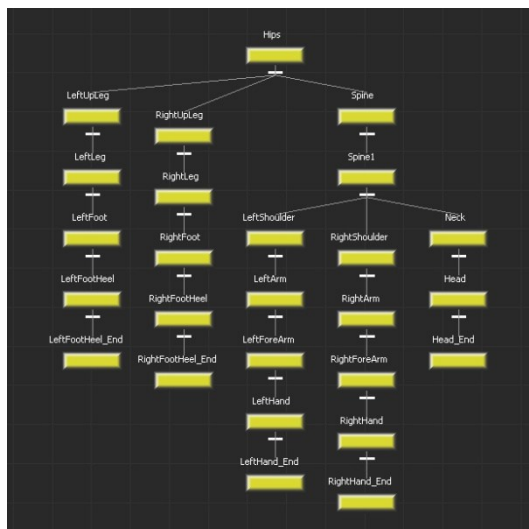 Hips
LeftUpLeg
Spine
RightUpLeg
LeftLeg
Spine1
RightLeg
LeftFoot
LeftShoulder
RightShoulder
Neck
RightFoot
LeftFootHeel
LeftArm
Head
RightFootHeel
RightArm
LeftFootHeel_End
LeftForeArm
Head_End
RightFootHeel_End
RightForeArm
LeftHand
RightHand
LeftHand_End
RightHand_End